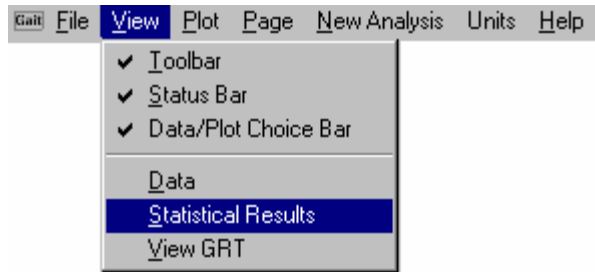 Gait File View Plot Page New Analysis Units Help
Toolbar
Status Bar
Data/Plot Choice Bar
Data
Statistical Results
View GRT